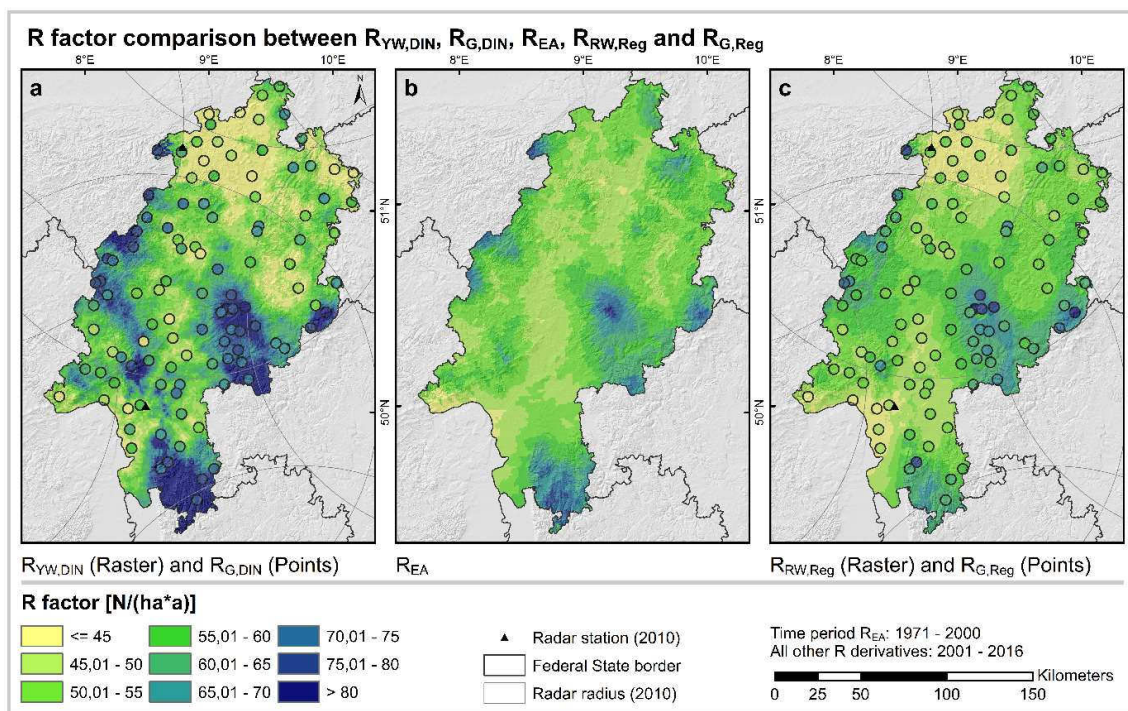 R factor comparison between R_YW,DIN, R_G,DIN, R_EA, R_RW,Reg and R_G,Reg
8°E 9°E 10°E 8°E 9°E 10°E 8°E 9°E 10°E
a
N
b
c
51°N 51°N
50°N 50°N
R_YW,DIN (Raster) and R_G,DIN (Points)
R_EA
R_RW,Reg (Raster) and R_G,Reg (Points)
R factor [N/(ha*a)]
<= 45
45,01 - 50
50,01 - 55
55,01 - 60
60,01 - 65
65,01 - 70
70,01 - 75
75,01 - 80
> 80
Radar station (2010)
Federal State border
Radar radius (2010)
Time period R_EA: 1971 - 2000
All other R derivatives: 2001 - 2016
Kilometers
0 25 50 100 150